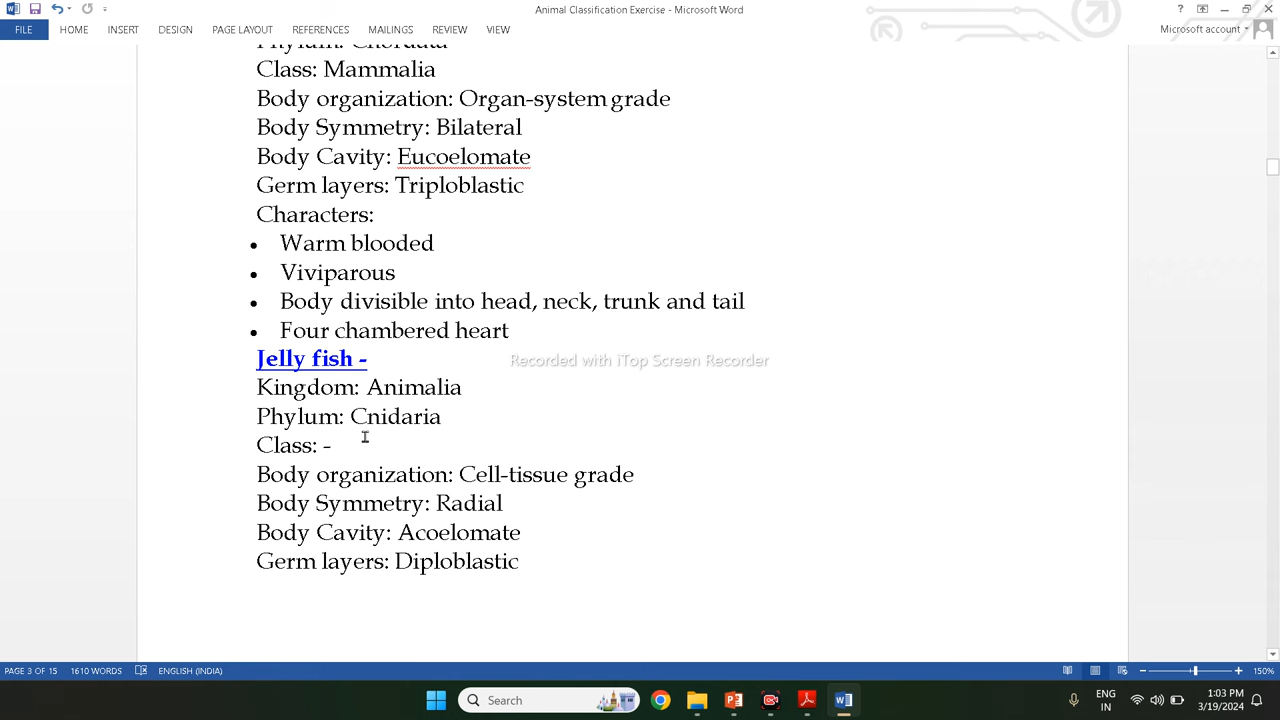 Animal Classification Exercise - Microsoft Word
FILE HOME INSERT DESIGN PAGE LAYOUT REFERENCES MAILINGS REVIEW VIEW
Microsoft account
Phylum: Chordata
Class: Mammalia
Body organization: Organ-system grade
Body Symmetry: Bilateral
Body Cavity: Eucoelomate
Germ layers: Triploblastic
Characters:
• Warm blooded
• Viviparous
• Body divisible into head, neck, trunk and tail
• Four chambered heart
Jelly fish -
Recorded with iTop Screen Recorder
Kingdom: Animalia
Phylum: Cnidaria
Class: -
Body organization: Cell-tissue grade
Body Symmetry: Radial
Body Cavity: Acoelomate
Germ layers: Diploblastic
PAGE 3 OF 15 1610 WORDS ENGLISH (INDIA) 150%
Search
ENG
IN
1:03 PM
3/19/2024